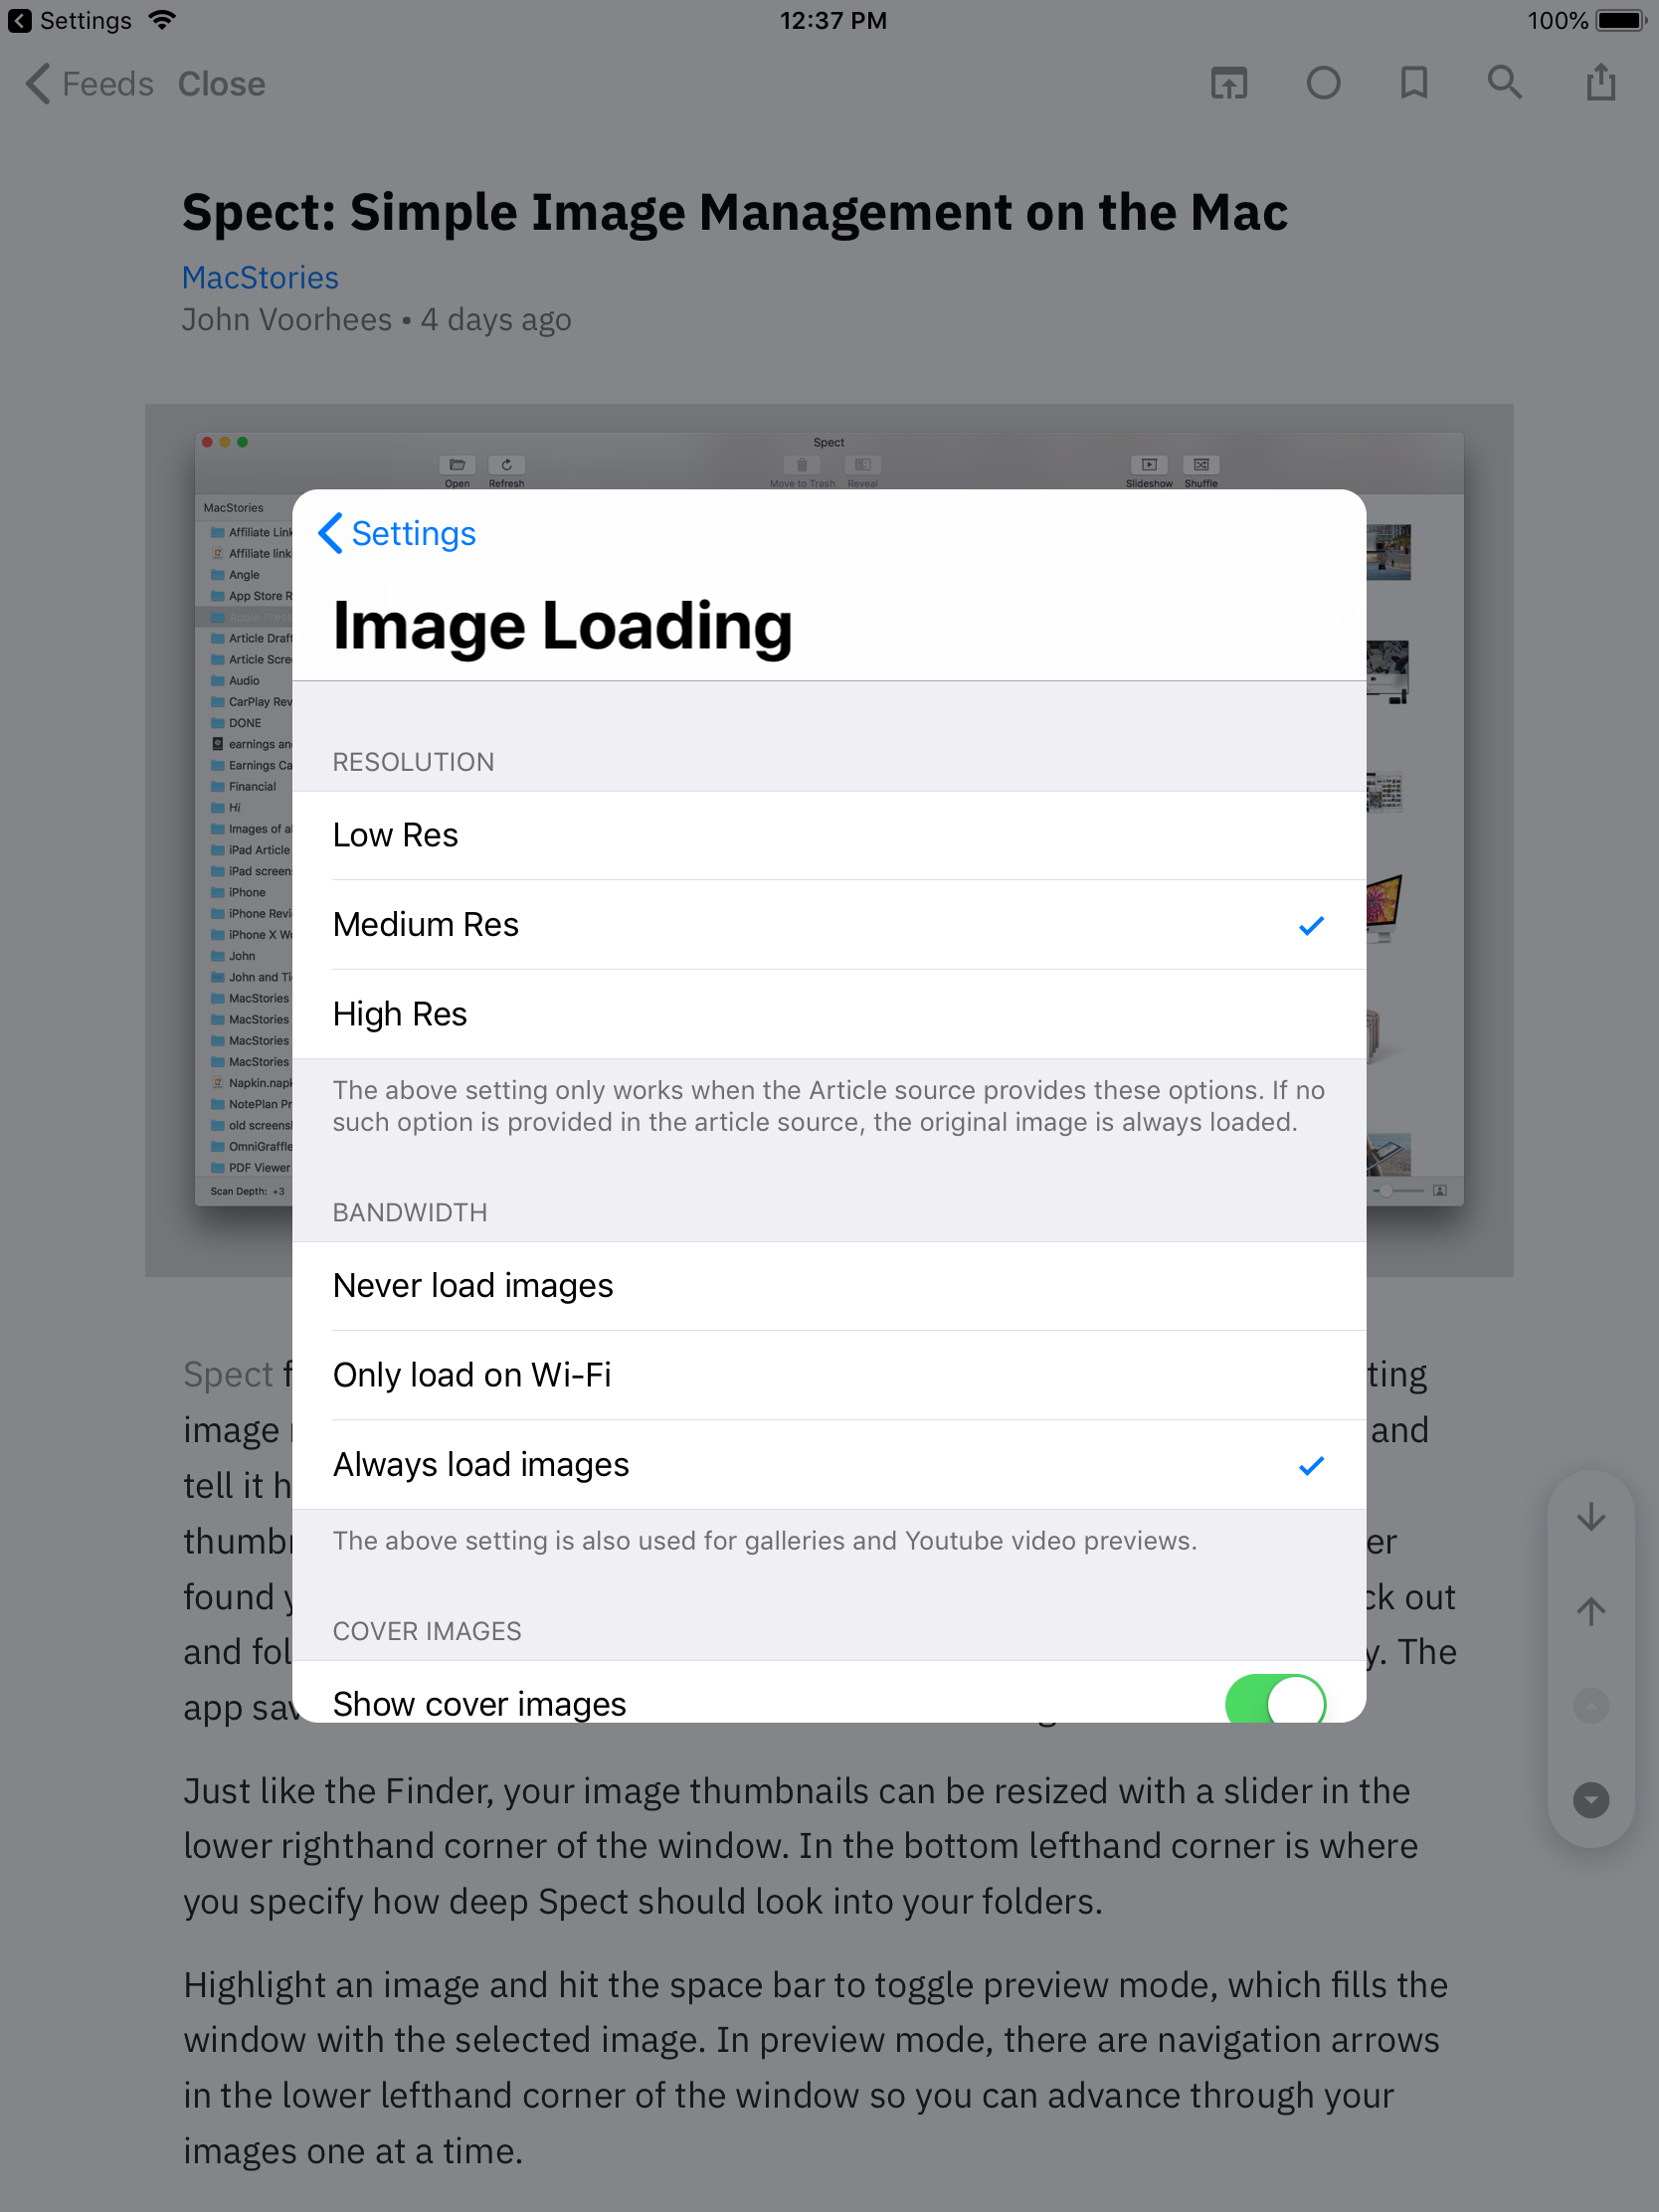 Settings
12:37 PM
100%
Feeds Close
Spect: Simple Image Management on the Mac
MacStories
John Voorhees • 4 days ago
Spect
Open Refresh Move to Trash Reveal Slideshow Shuffle
MacStories
Affiliate Link
Affiliate link
Angle
App Store R
Apple Press
Article Draft
Article Scre
Audio
CarPlay Rev
DONE
earnings an
Earnings Ca
Financial
Hi
Images of a
iPad Article
iPad screen
iPhone
iPhone Revi
iPhone X W
John
John and Ti
MacStories
MacStories
MacStories
MacStories
Napkin.napk
NotePlan Pr
old screens
OmniGraffle
PDF Viewer
Scan Depth: +3
Settings
Image Loading
RESOLUTION
Low Res
Medium Res
High Res
The above setting only works when the Article source provides these options. If no
such option is provided in the article source, the original image is always loaded.
BANDWIDTH
Never load images
Only load on Wi-Fi
Always load images
The above setting is also used for galleries and Youtube video previews.
COVER IMAGES
Show cover images
Spect f ting
image and
tell it h
thumbn er
found y ck out
and fol y. The
app sav
Just like the Finder, your image thumbnails can be resized with a slider in the
lower righthand corner of the window. In the bottom lefthand corner is where
you specify how deep Spect should look into your folders.
Highlight an image and hit the space bar to toggle preview mode, which fills the
window with the selected image. In preview mode, there are navigation arrows
in the lower lefthand corner of the window so you can advance through your
images one at a time.